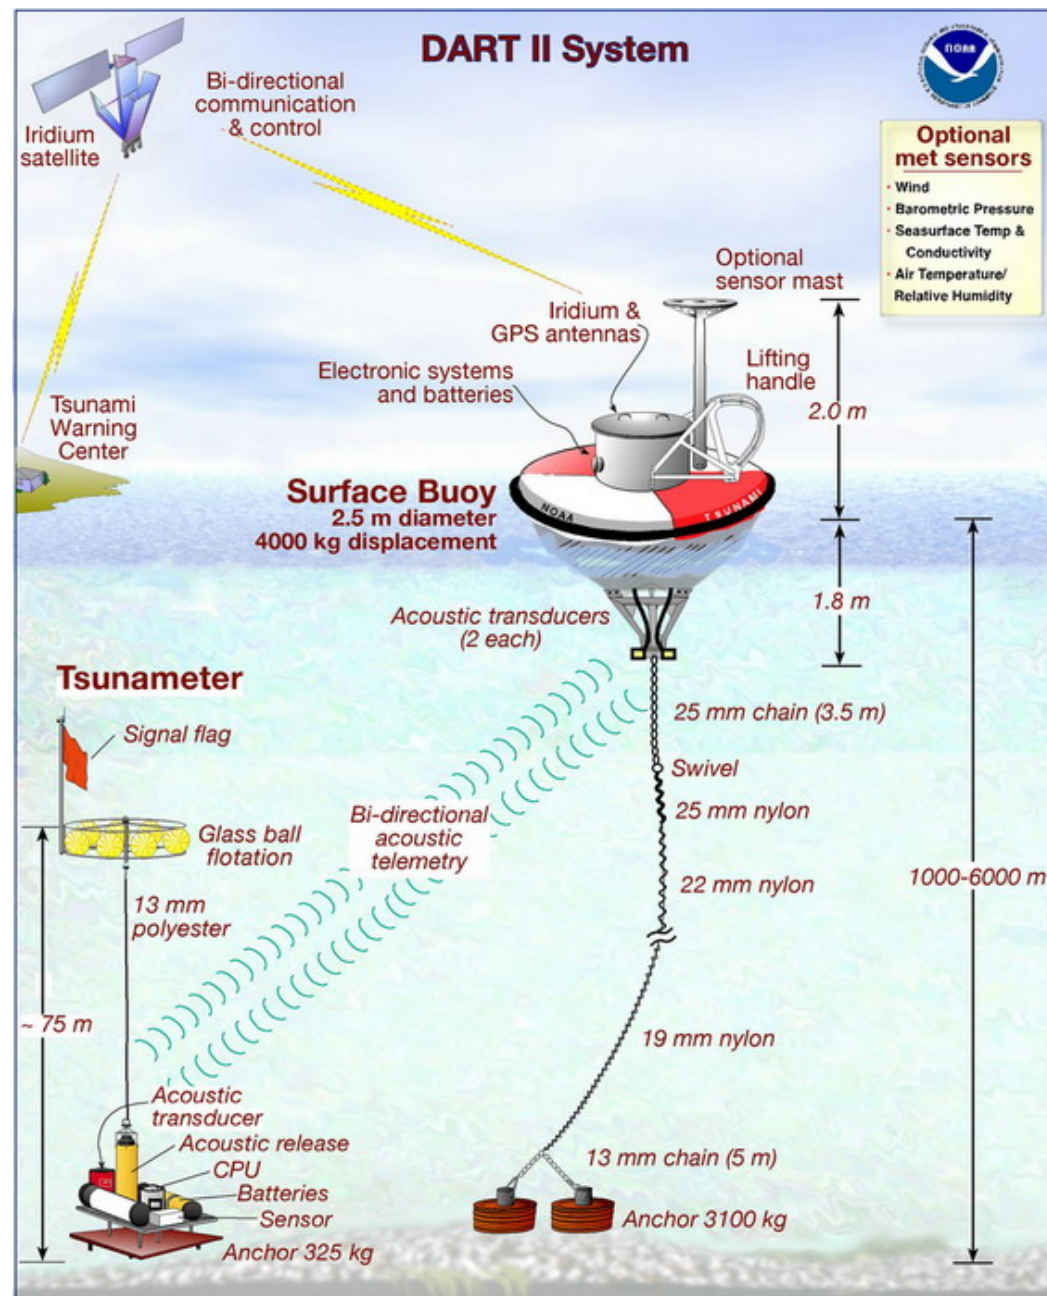 DART II System
NOAA
Iridium
satellite
Bi-directional
communication
& control
Optional
met sensors
• Wind
• Barometric Pressure
• Seasurface Temp &
Conductivity
• Air Temperature/
Relative Humidity
Optional
sensor mast
Iridium &
GPS antennas
Lifting
handle
2.0 m
Electronic systems
and batteries
Tsunami
Warning
Center
Surface Buoy
2.5 m diameter
4000 kg displacement
NOAA
TSUNAMI
1.8 m
Acoustic transducers
(2 each)
Tsunameter
Signal flag
25 mm chain (3.5 m)
Swivel
25 mm nylon
Bi-directional
acoustic
telemetry
Glass ball
flotation
22 mm nylon
1000-6000 m
13 mm
polyester
~ 75 m
19 mm nylon
Acoustic
transducer
Acoustic release
CPU
Batteries
Sensor
Anchor 325 kg
13 mm chain (5 m)
Anchor 3100 kg